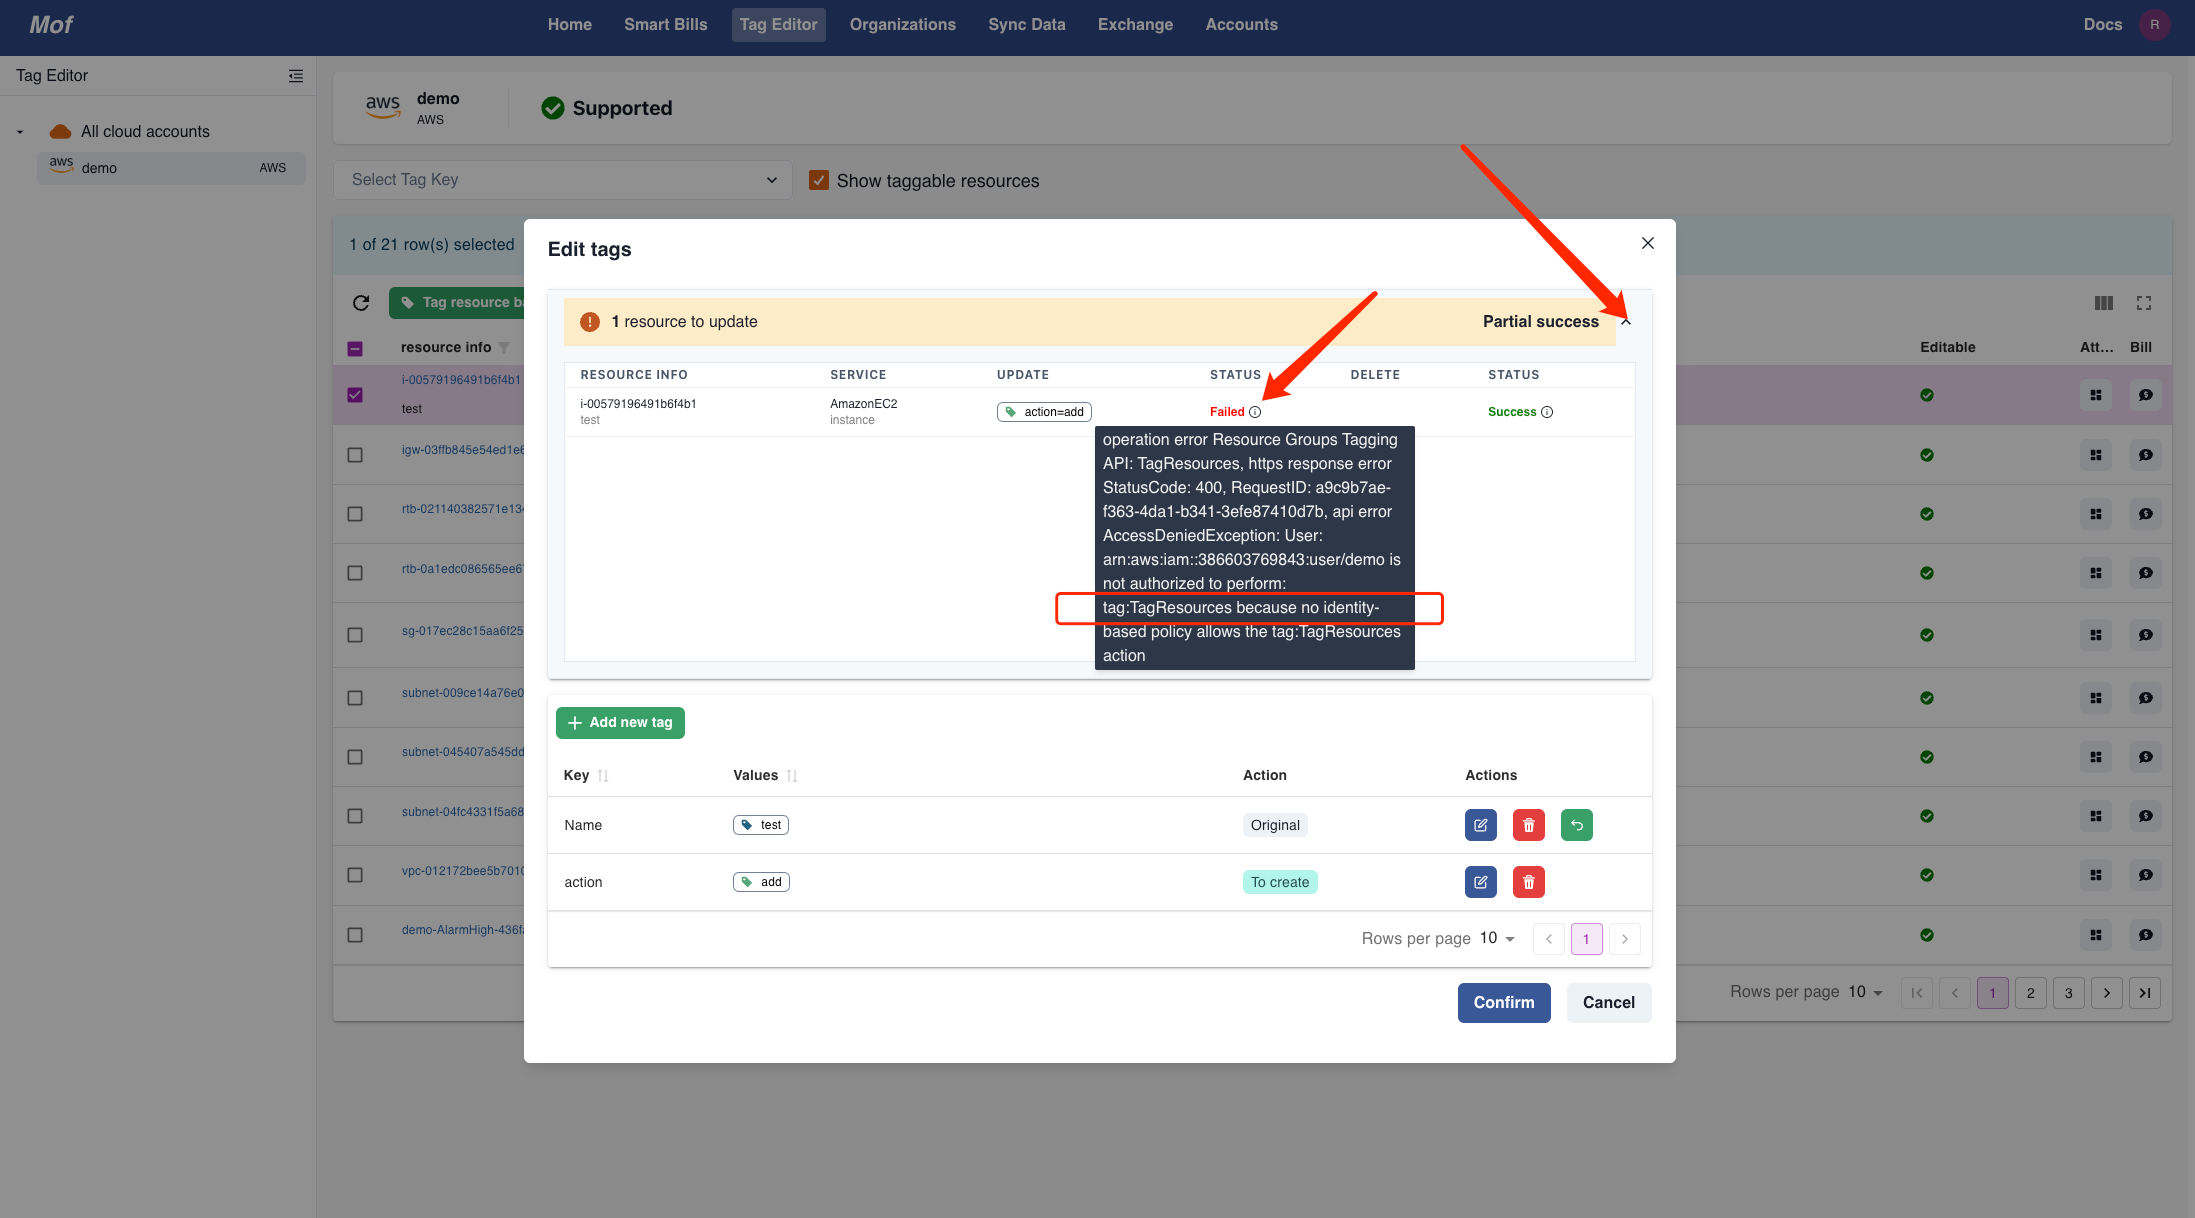 Mof
Home
Smart Bills
Tag Editor
Organizations
Sync Data
Exchange
Accounts
Docs
R
Tag Editor
All cloud accounts
aws
demo
AWS
aws
demo
AWS
Supported
Select Tag Key
Show taggable resources
1 of 21 row(s) selected
Tag resource ba
resource info
Editable
Att...
Bill
i-00579196491b6f4b1
test
igw-03ffb845e54ed1e6
rtb-021140382571e134
rtb-0a1edc086565ee6
sg-017ec28c15aa6f25
subnet-009ce14a76e0
subnet-045407a545dd
subnet-04fc4331f5a68
vpc-012172bee5b7010
demo-AlarmHigh-436f
Rows per page 10
1
2
3
Edit tags
1 resource to update
Partial success
RESOURCE INFO
SERVICE
UPDATE
STATUS
DELETE
STATUS
i-00579196491b6f4b1
test
AmazonEC2
instance
action=add
Failed
Success
operation error Resource Groups Tagging
API: TagResources, https response error
StatusCode: 400, RequestID: a9c9b7ae-
f363-4da1-b341-3efe87410d7b, api error
AccessDeniedException: User:
arn:aws:iam::386603769843:user/demo is
not authorized to perform:
tag:TagResources because no identity-
based policy allows the tag:TagResources
action
Add new tag
Key
Values
Action
Actions
Name
test
Original
action
add
To create
Rows per page 10
1
Confirm
Cancel